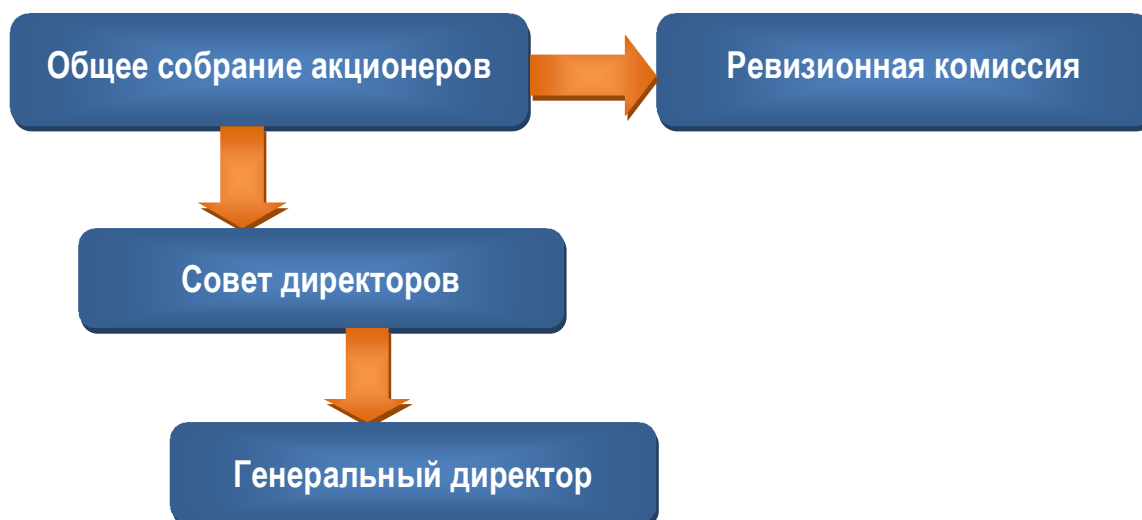 Общее собрание акционеров
Ревизионная комиссия
Совет директоров
Генеральный директор